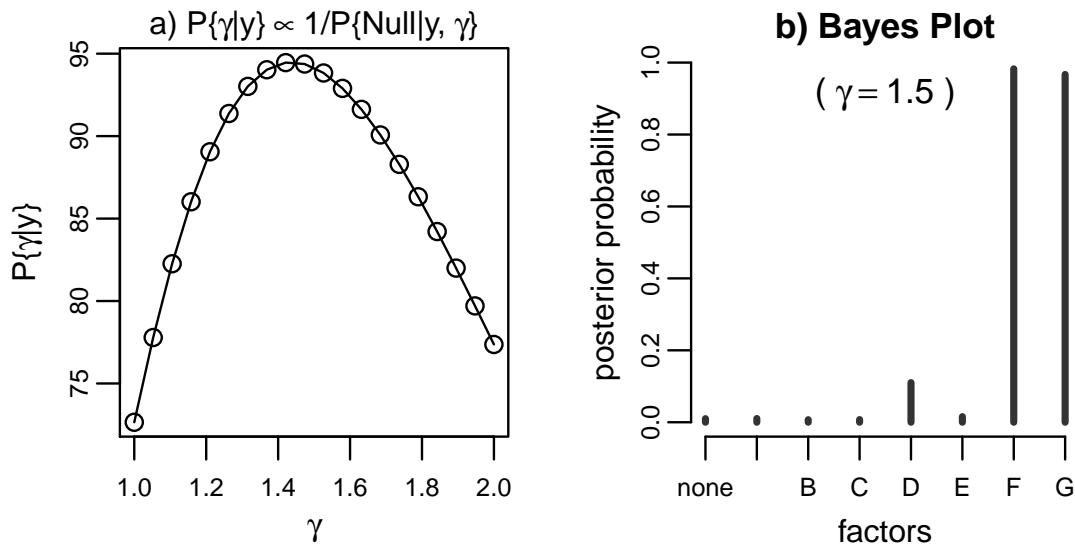 a) P{γ|y} ∝ 1/P{Null|y, γ}
P{γ|y}
95
90
85
80
75
1.0 1.2 1.4 1.6 1.8 2.0
γ
b) Bayes Plot
( γ = 1.5 )
posterior probability
1.0
0.8
0.6
0.4
0.2
0.0
none B C D E F G
factors